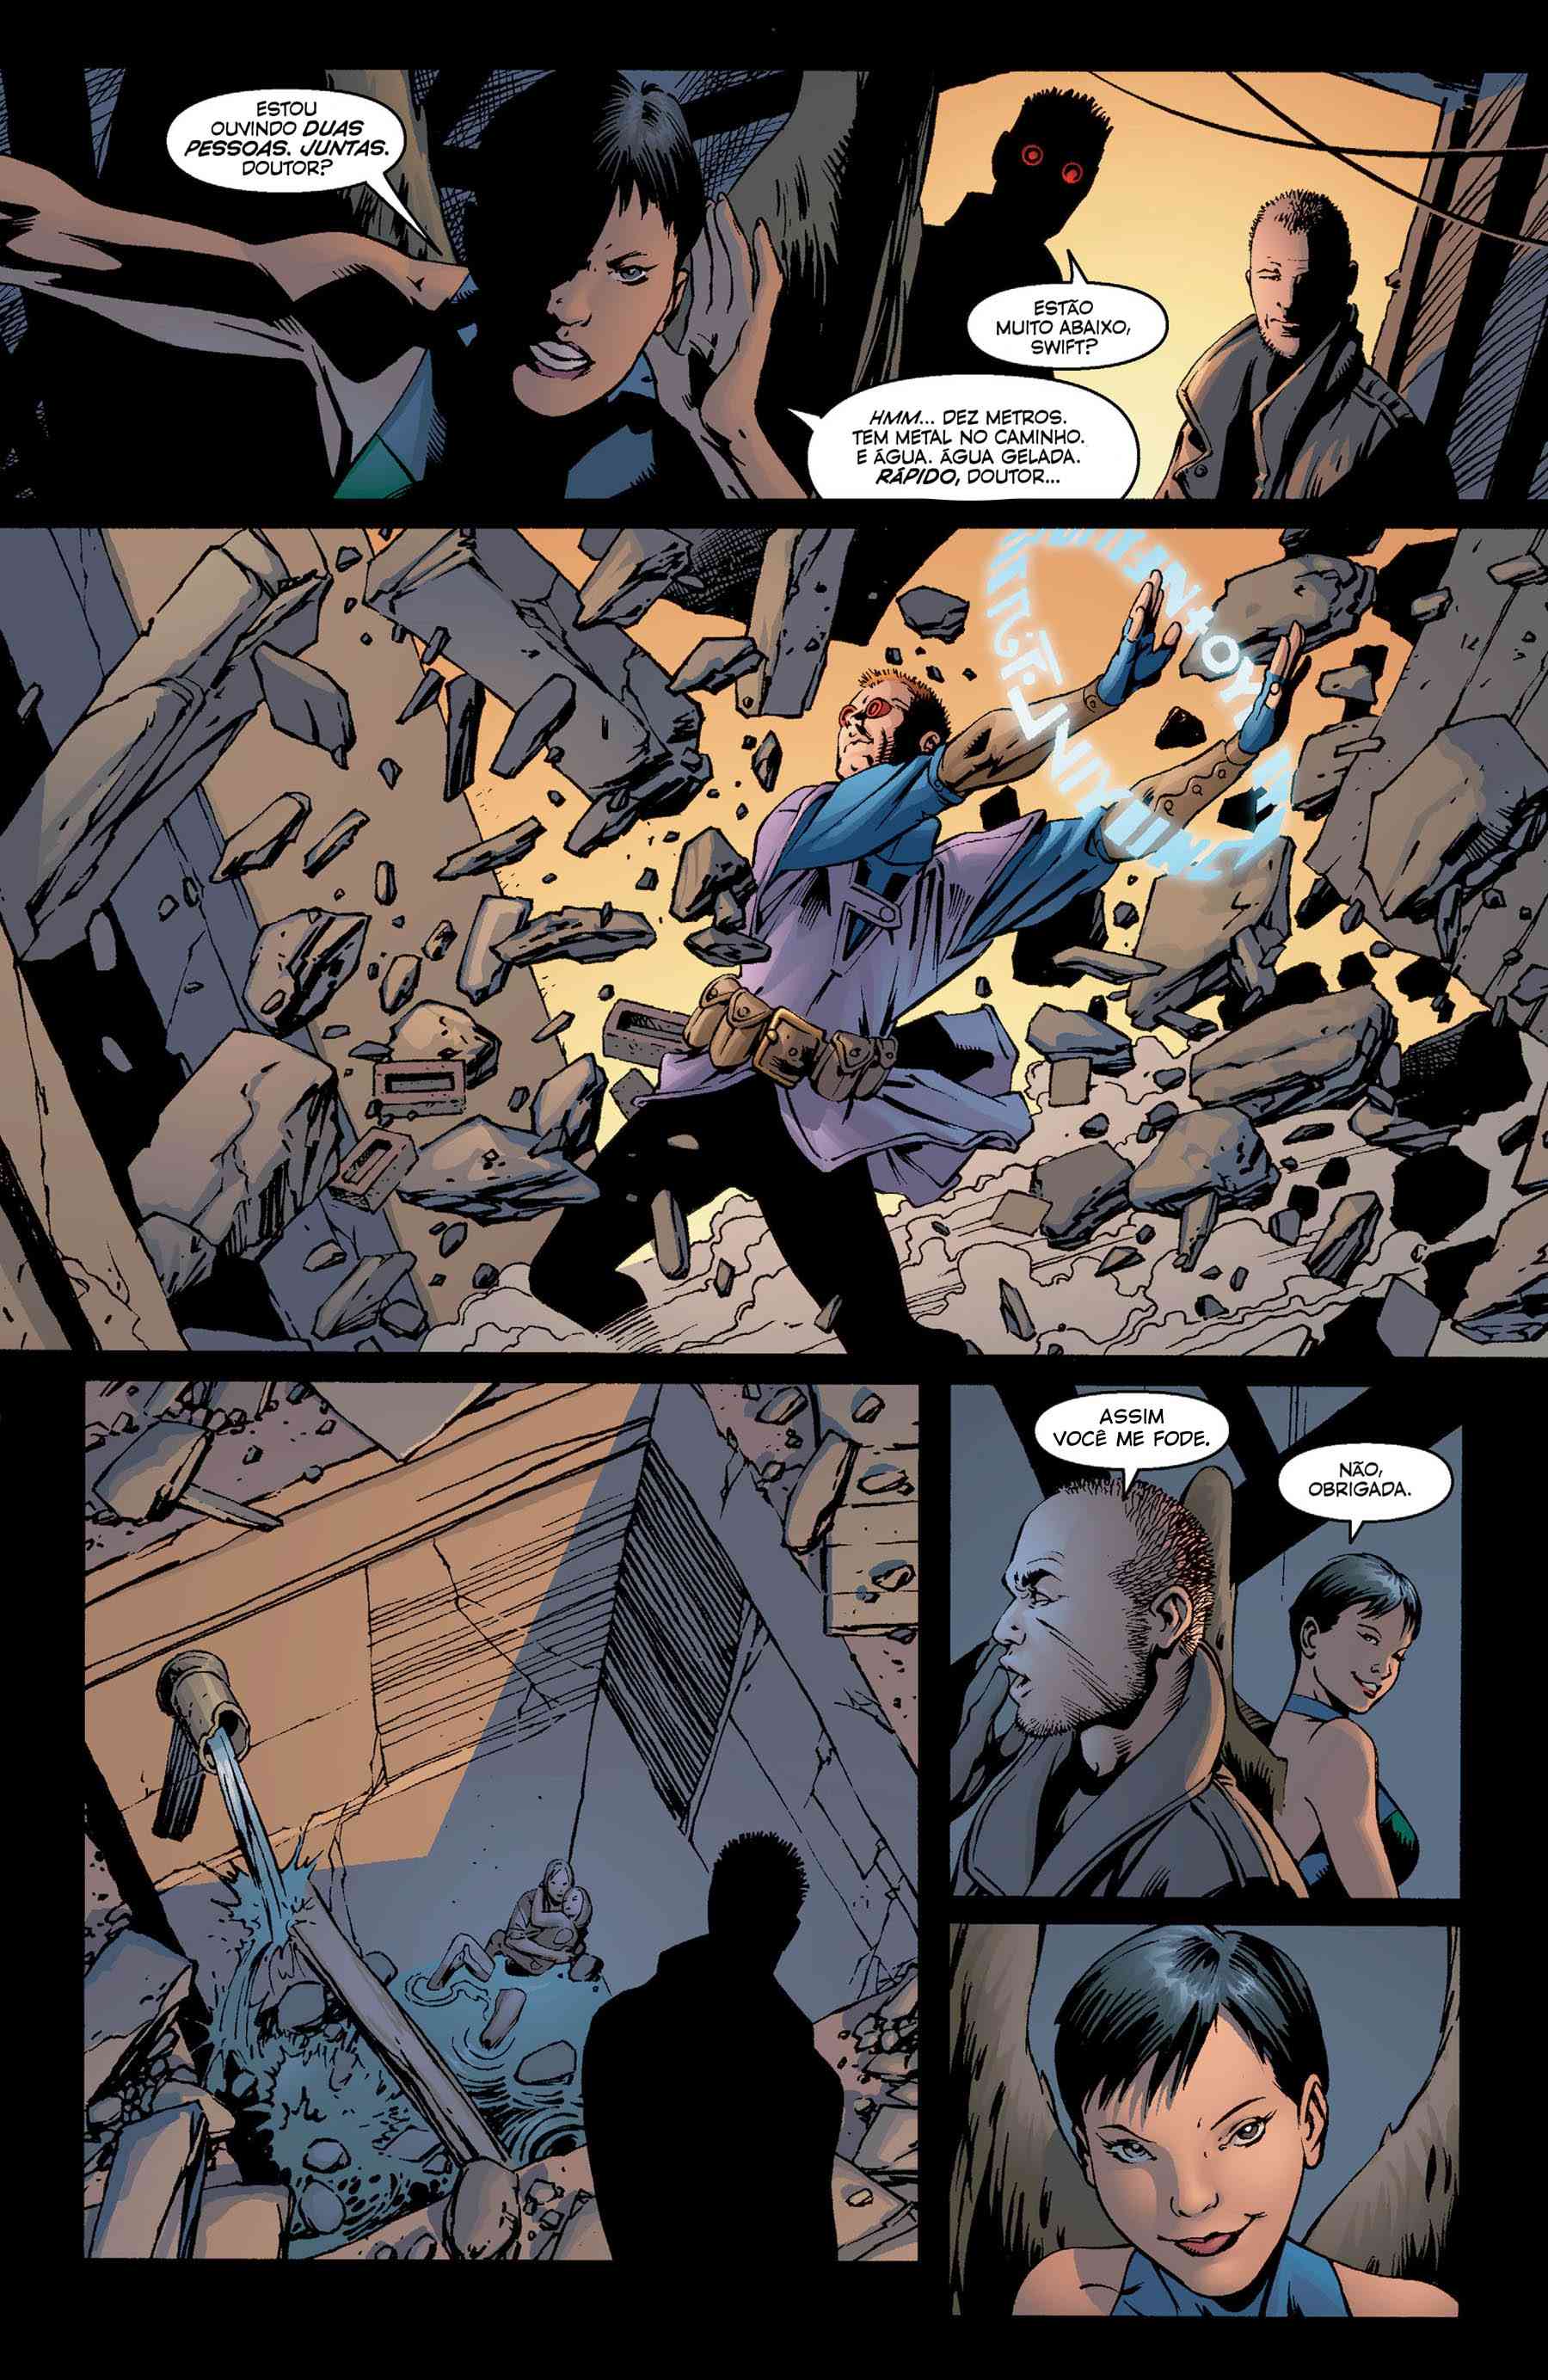 ESTOU
OUVINDO DUAS
PESSOAS. JUNTAS.
DOUTOR?
ESTÃO
MUITO ABAIXO,
SWIFT?
HMM... DEZ METROS.
TEM METAL NO CAMINHO.
E ÁGUA. ÁGUA GELADA.
RÁPIDO, DOUTOR...
ASSIM
VOCÊ ME FODE.
NÃO,
OBRIGADA.